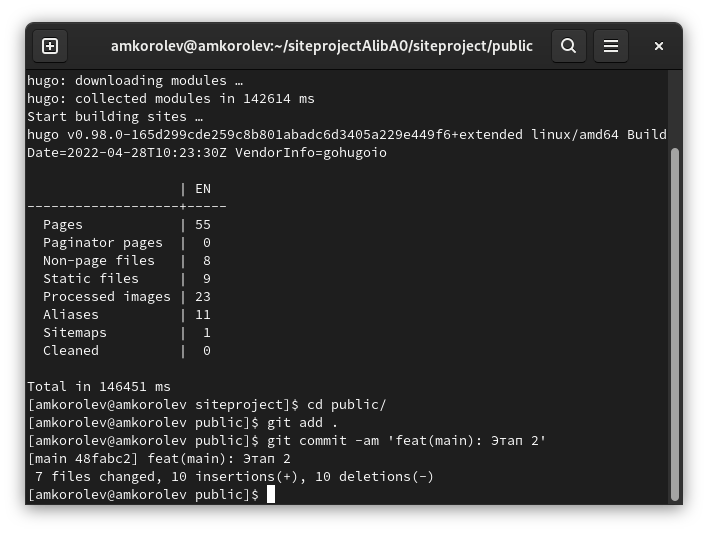 amkorolev@amkorolev:~/siteprojectAlibA0/siteproject/public
hugo: downloading modules …
hugo: collected modules in 142614 ms
Start building sites …
hugo v0.98.0-165d299cde259c8b801abadc6d3405a229e449f6+extended linux/amd64 Build
Date=2022-04-28T10:23:30Z VendorInfo=gohugoio
                   | EN
-------------------+-----
  Pages            | 55
  Paginator pages  |  0
  Non-page files   |  8
  Static files     |  9
  Processed images | 23
  Aliases          | 11
  Sitemaps         |  1
  Cleaned          |  0
Total in 146451 ms
[amkorolev@amkorolev siteproject]$ cd public/
[amkorolev@amkorolev public]$ git add .
[amkorolev@amkorolev public]$ git commit -am 'feat(main): Этап 2'
[main 48fabc2] feat(main): Этап 2
 7 files changed, 10 insertions(+), 10 deletions(-)
[amkorolev@amkorolev public]$